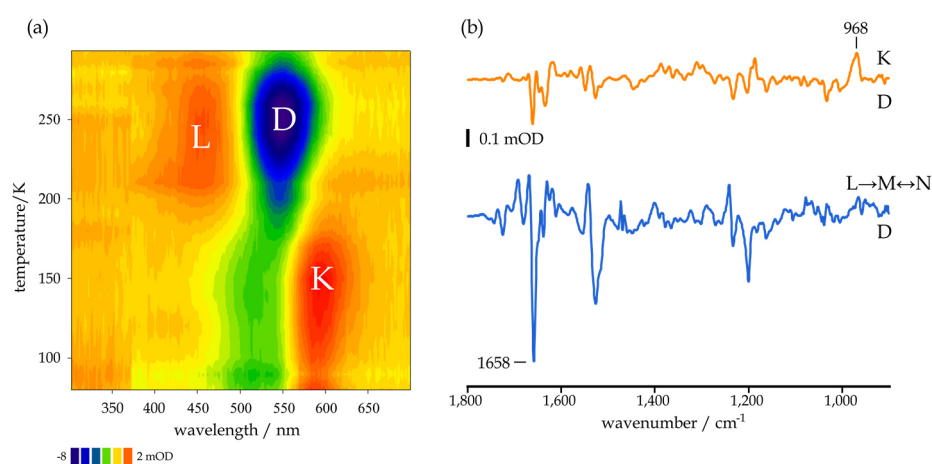 (a)
L
D
K
250
200
150
100
temperature/K
350 400 450 500 550 600 650
wavelength / nm
-8 2 mOD
(b)
968
K
D
0.1 mOD
L→M↔N
D
1658
1,800 1,600 1,400 1,200 1,000
wavenumber / cm⁻¹